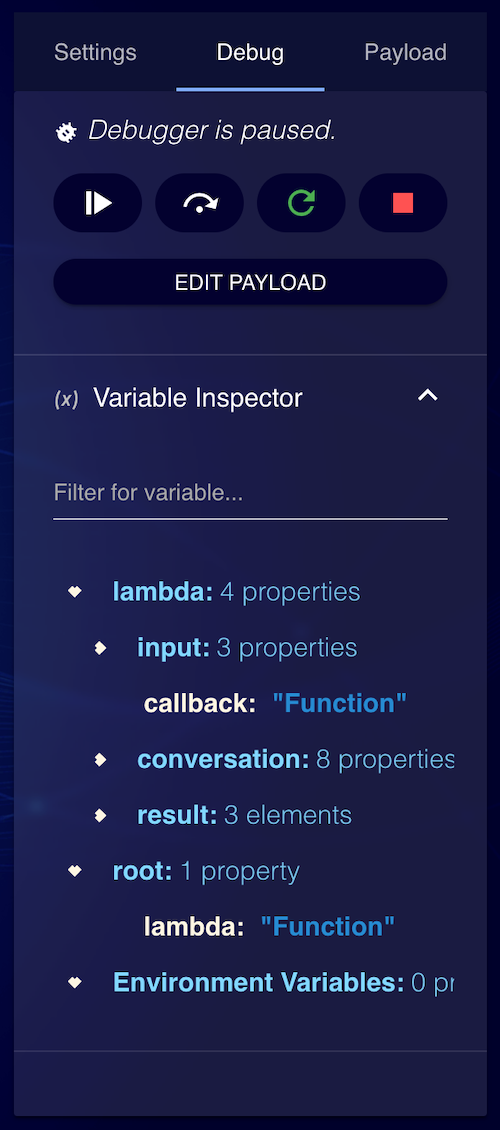 Settings Debug Payload
Debugger is paused.
EDIT PAYLOAD
(x) Variable Inspector
Filter for variable...
lambda: 4 properties
input: 3 properties
callback: "Function"
conversation: 8 properties
result: 3 elements
root: 1 property
lambda: "Function"
Environment Variables: 0 pr